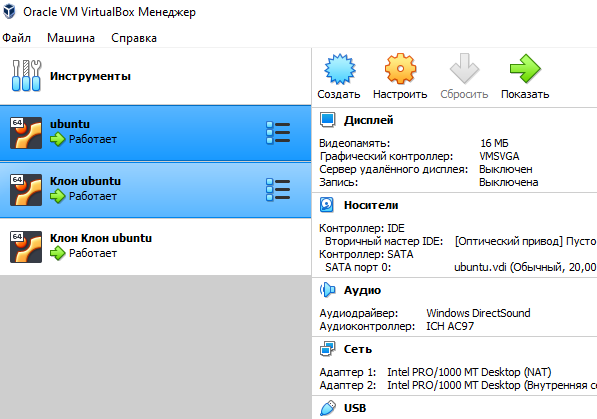 Oracle VM VirtualBox Менеджер
Файл Машина Справка
Инструменты
Создать Настроить Сбросить Показать
64
ubuntu
Работает
64
Клон ubuntu
Работает
64
Клон Клон ubuntu
Работает
Дисплей
Видеопамять: 16 МБ
Графический контроллер: VMSVGA
Сервер удалённого дисплея: Выключен
Запись: Выключена
Носители
Контроллер: IDE
Вторичный мастер IDE: [Оптический привод] Пусто
Контроллер: SATA
SATA порт 0: ubuntu.vdi (Обычный, 20,00
Аудио
Аудиодрайвер: Windows DirectSound
Аудиоконтроллер: ICH AC97
Сеть
Адаптер 1: Intel PRO/1000 MT Desktop (NAT)
Адаптер 2: Intel PRO/1000 MT Desktop (Внутренняя се
USB